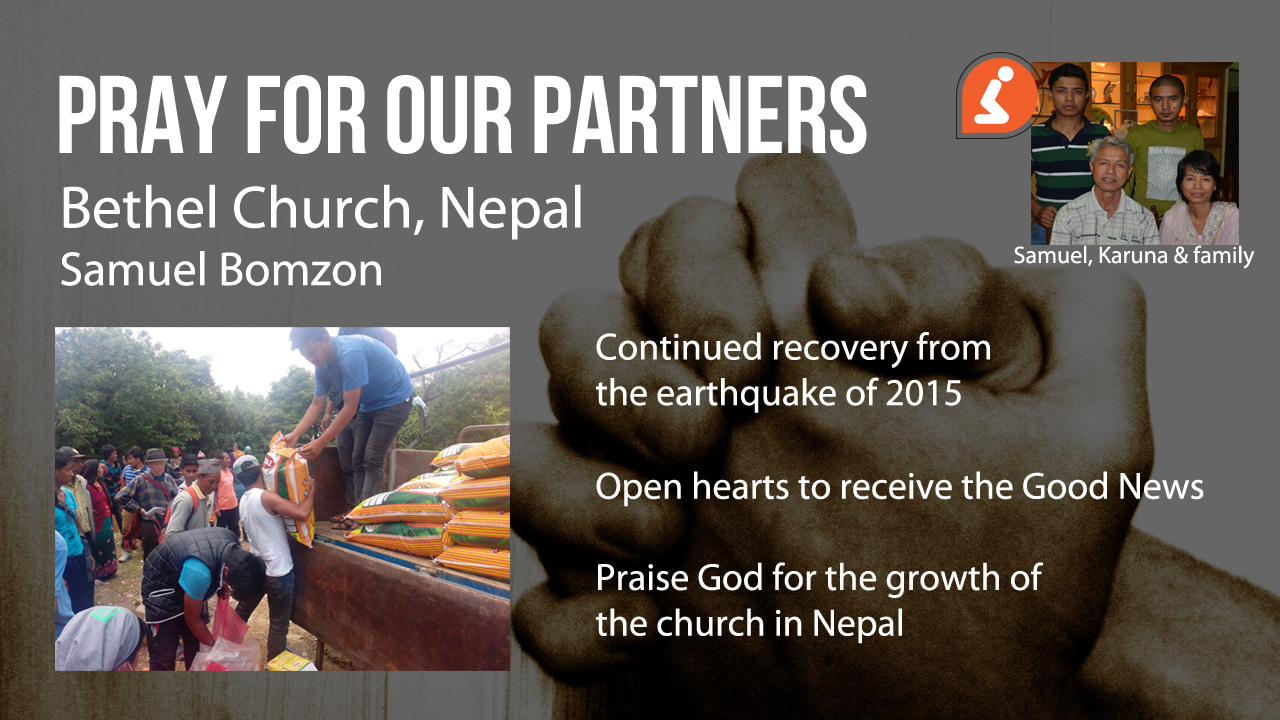 PRAY FOR OUR PARTNERS
Bethel Church, Nepal
Samuel Bomzon
Samuel, Karuna & family
Continued recovery from
the earthquake of 2015
Open hearts to receive the Good News
Praise God for the growth of
the church in Nepal